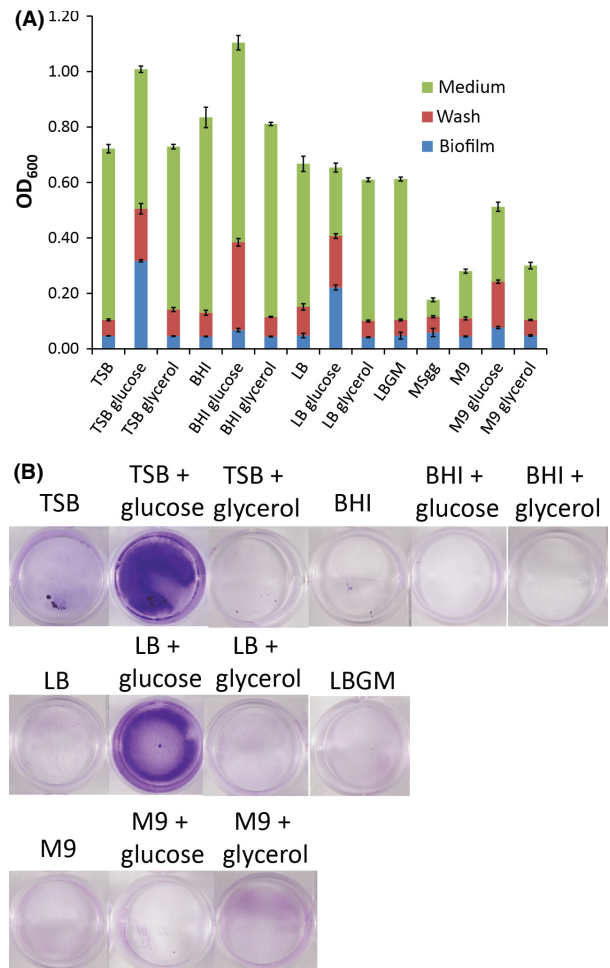 (A)
1.20
1.00
0.80
0.60
0.40
0.20
0.00
OD600
Medium
Wash
Biofilm
TSB
TSB glucose
TSB glycerol
BHI
BHI glucose
BHI glycerol
LB
LB glucose
LB glycerol
LBGM
MSgg
M9
M9 glucose
M9 glycerol
(B)
TSB
TSB +
glucose
TSB +
glycerol
BHI
BHI +
glucose
BHI +
glycerol
LB
LB +
glucose
LB +
glycerol
LBGM
M9
M9 +
glucose
M9 +
glycerol